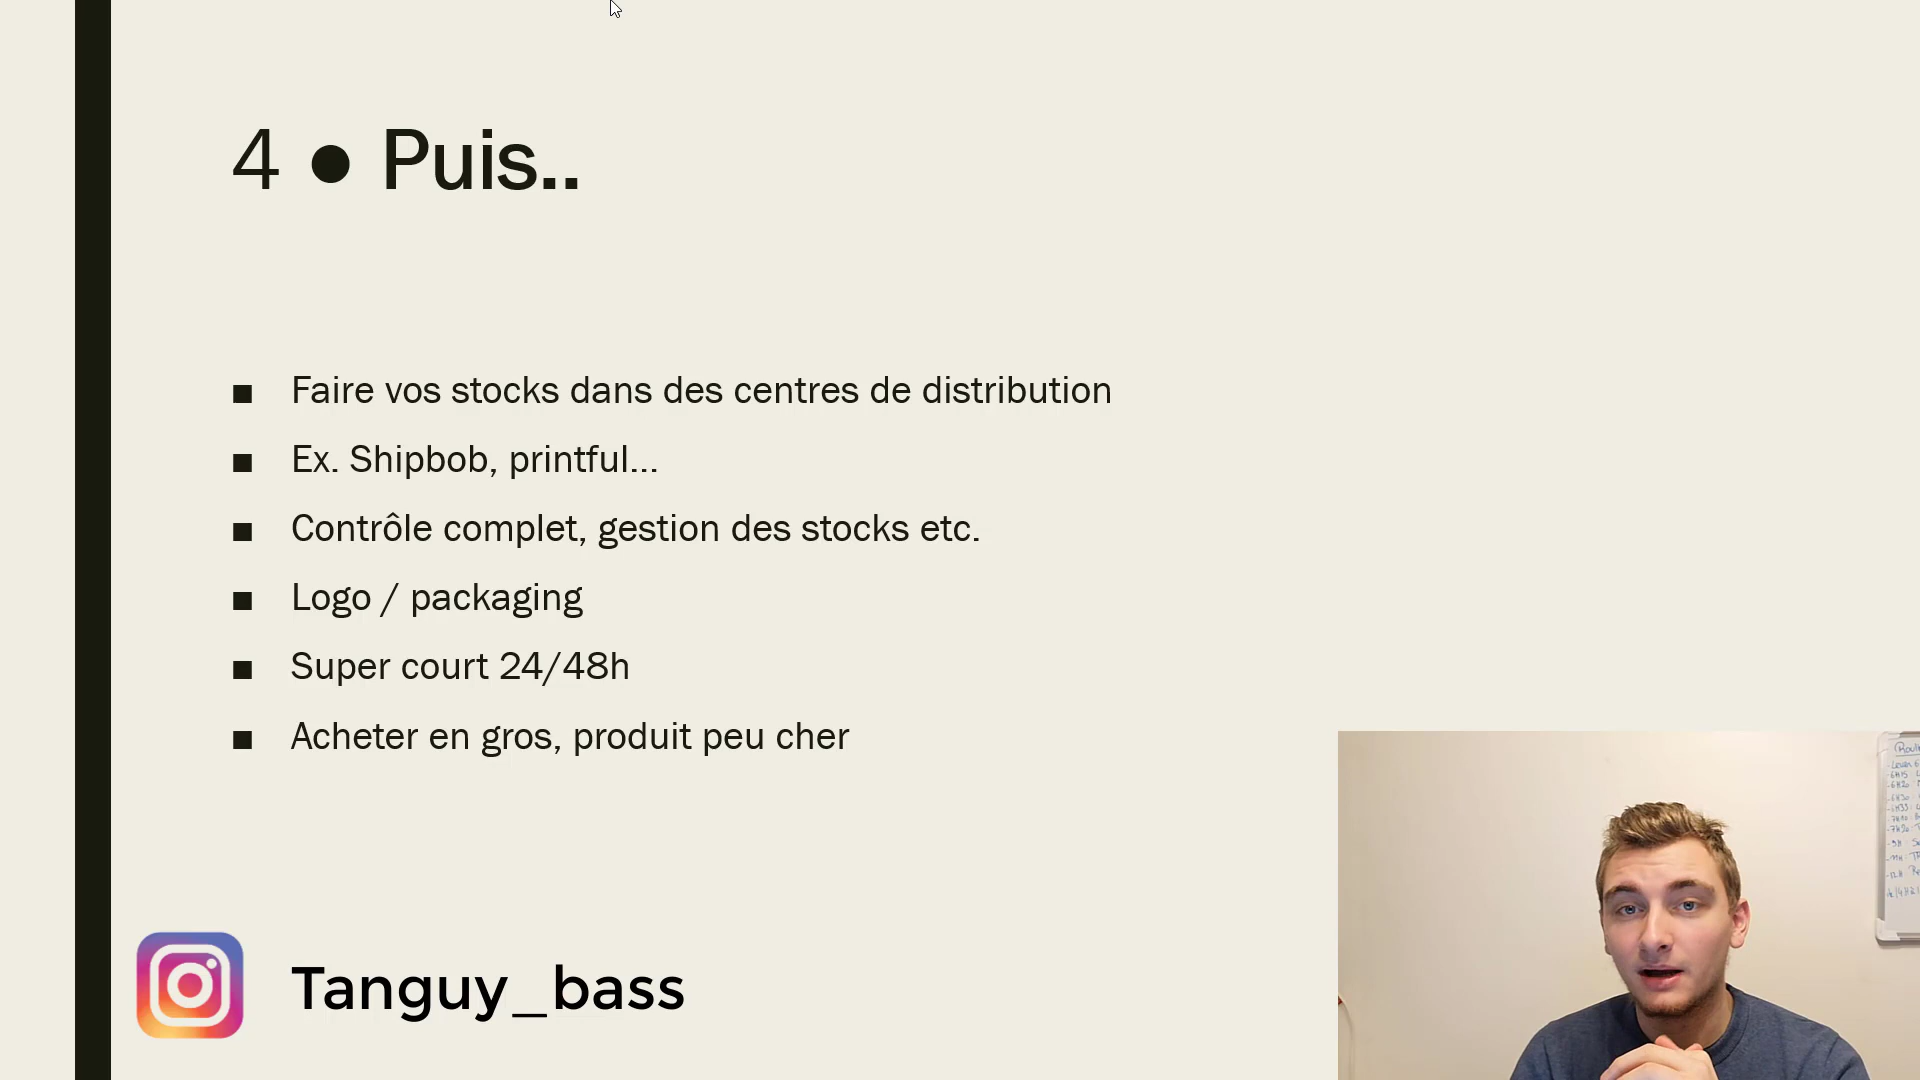 4 ● Puis..
■ Faire vos stocks dans des centres de distribution
■ Ex. Shipbob, printful...
■ Contrôle complet, gestion des stocks etc.
■ Logo / packaging
■ Super court 24/48h
■ Acheter en gros, produit peu cher
Tanguy_bass